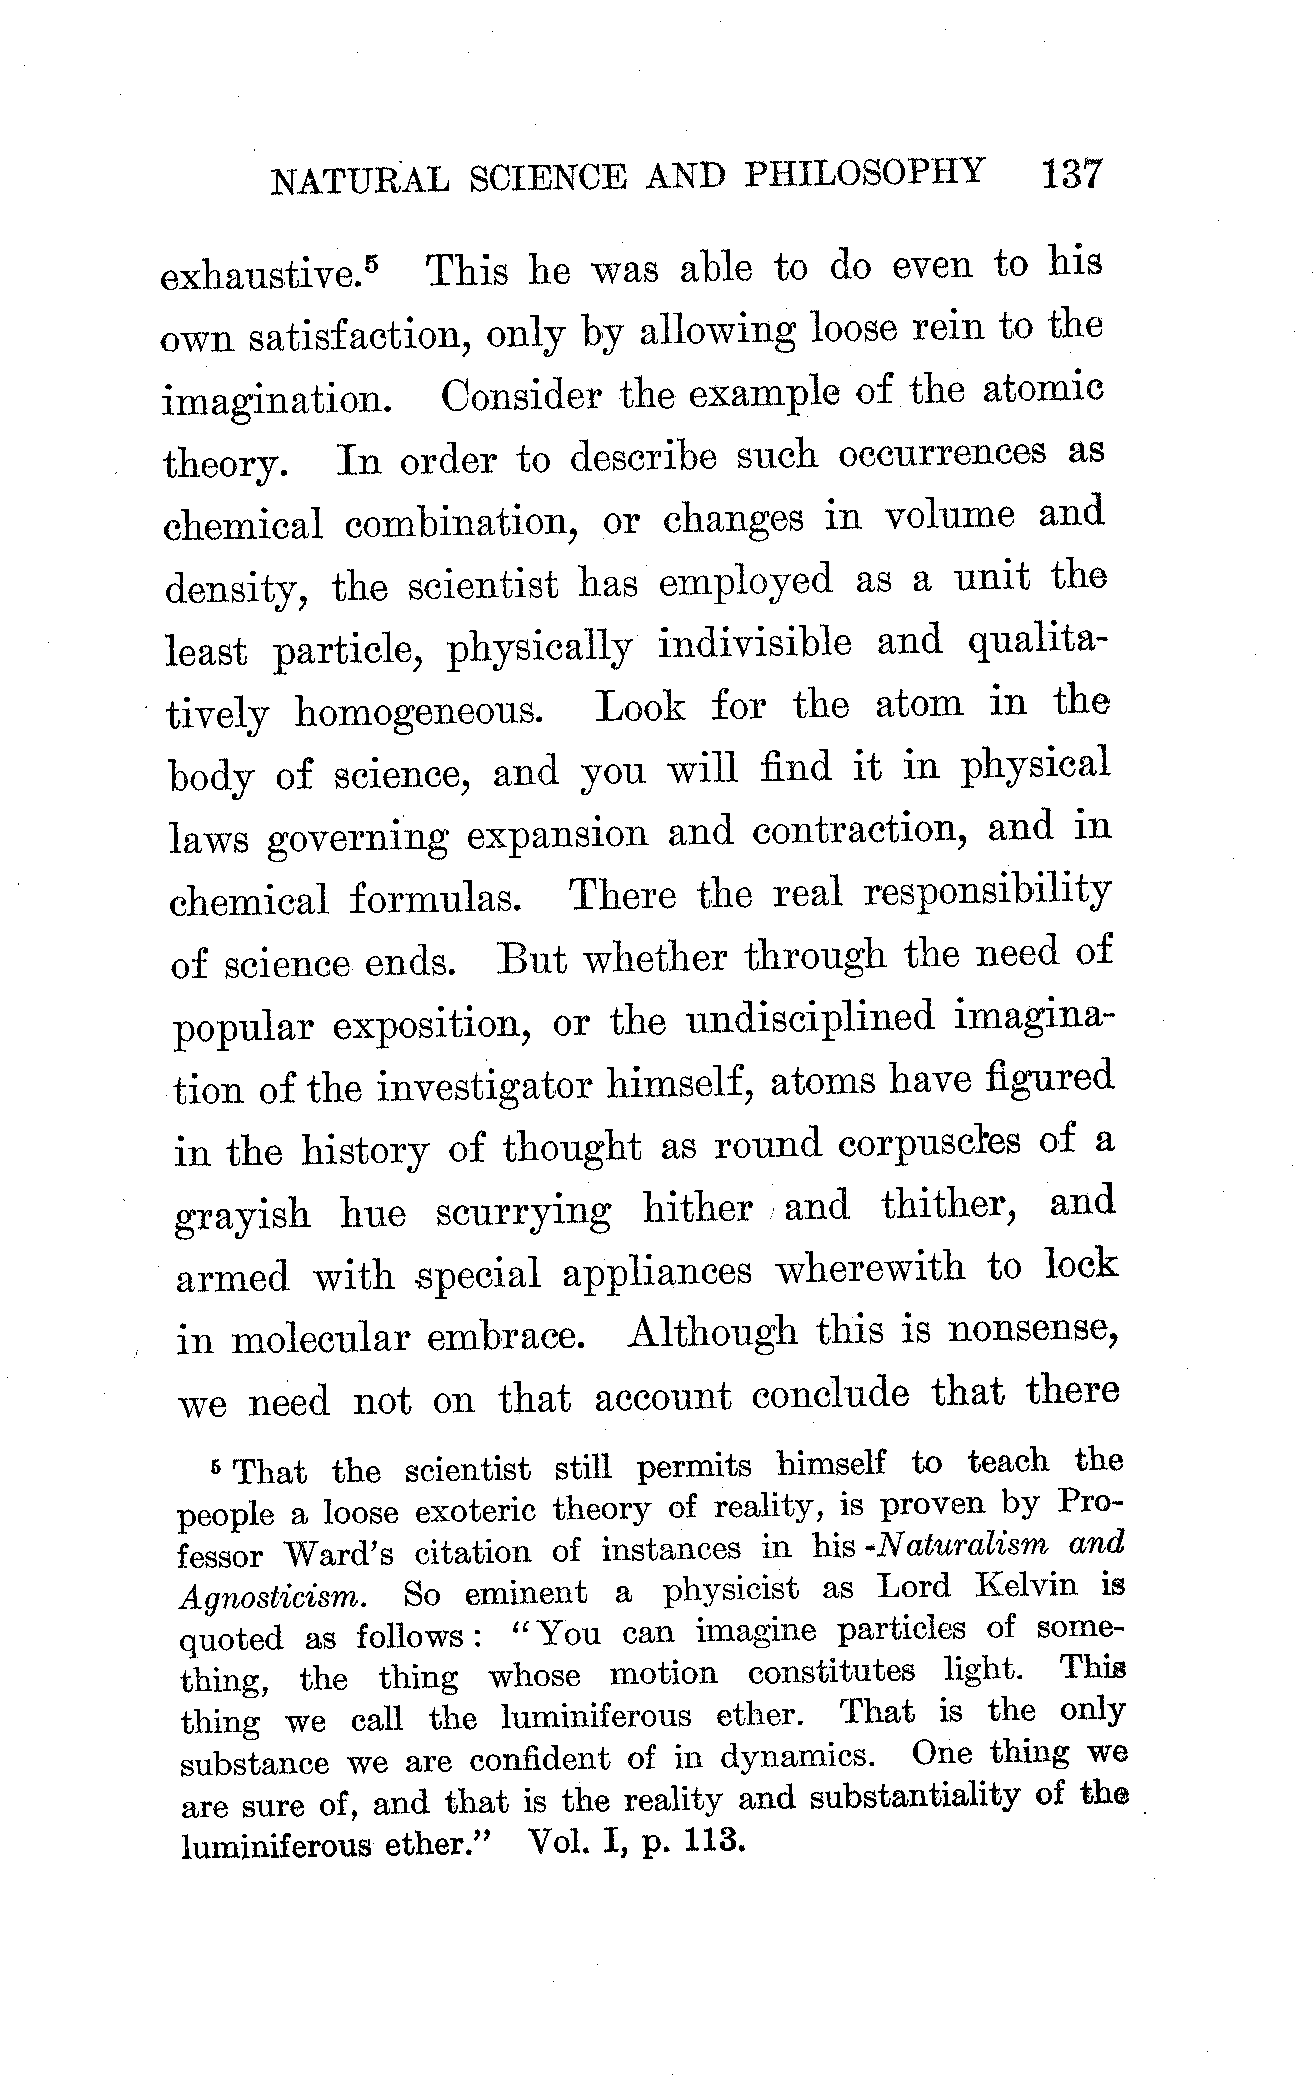 NATURAL SCIENCE AND PHILOSOPHY 137
exhaustive.⁵ This he was able to do even to his
own satisfaction, only by allowing loose rein to the
imagination. Consider the example of the atomic
theory. In order to describe such occurrences as
chemical combination, or changes in volume and
density, the scientist has employed as a unit the
least particle, physically indivisible and qualita-
tively homogeneous. Look for the atom in the
body of science, and you will find it in physical
laws governing expansion and contraction, and in
chemical formulas. There the real responsibility
of science ends. But whether through the need of
popular exposition, or the undisciplined imagina-
tion of the investigator himself, atoms have figured
in the history of thought as round corpuscles of a
grayish hue scurrying hither and thither, and
armed with special appliances wherewith to lock
in molecular embrace. Although this is nonsense,
we need not on that account conclude that there
⁵ That the scientist still permits himself to teach the
people a loose exoteric theory of reality, is proven by Pro-
fessor Ward's citation of instances in his Naturalism and
Agnosticism. So eminent a physicist as Lord Kelvin is
quoted as follows: "You can imagine particles of some-
thing, the thing whose motion constitutes light. This
thing we call the luminiferous ether. That is the only
substance we are confident of in dynamics. One thing we
are sure of, and that is the reality and substantiality of the
luminiferous ether." Vol. I, p. 113.